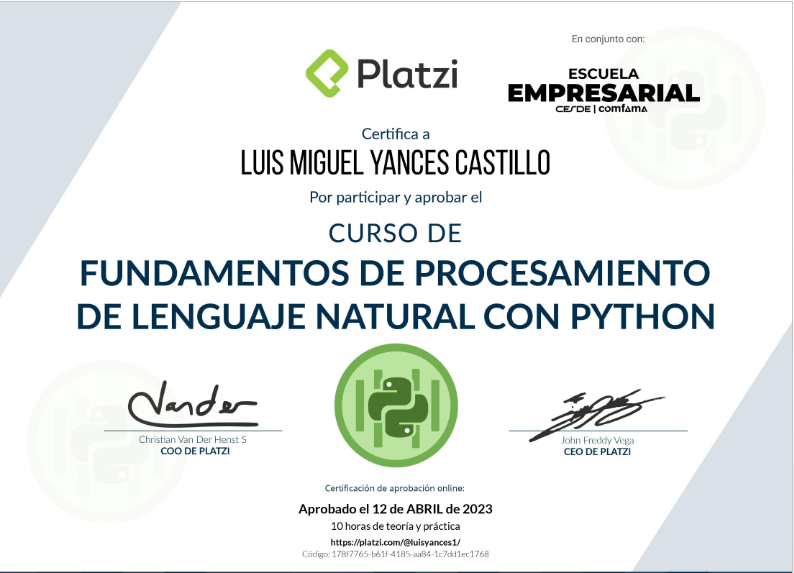 En conjunto con:
Platzi
ESCUELA
EMPRESARIAL
CESDE | comfama
Certifica a
LUIS MIGUEL YANCES CASTILLO
Por participar y aprobar el
CURSO DE
FUNDAMENTOS DE PROCESAMIENTO
DE LENGUAJE NATURAL CON PYTHON
Vander
Christian Van Der Henst S
COO DE PLATZI
John Freddy Vega
CEO DE PLATZI
Certificación de aprobación online:
Aprobado el 12 de ABRIL de 2023
10 horas de teoría y práctica
https://platzi.com/@luisyances1/
Código: 178f7765-b61f-4185-aa84-1c7dd1ec1768